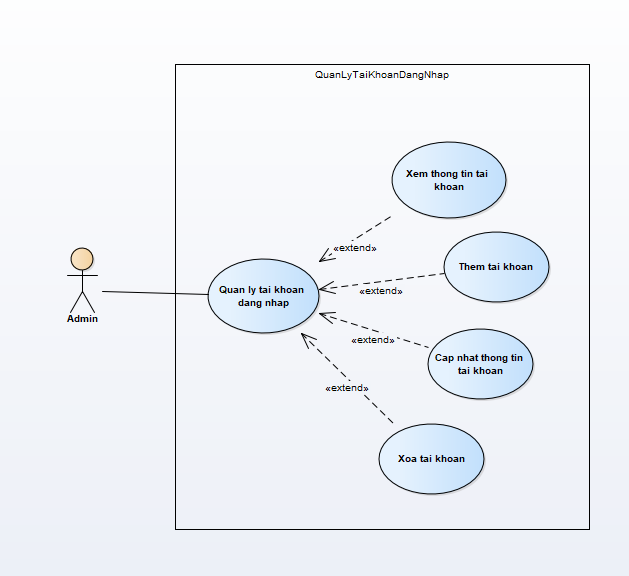 QuanLyTaiKhoanDangNhap
Xem thong tin tai
khoan
«extend»
Them tai khoan
«extend»
Quan ly tai khoan
dang nhap
Admin
«extend»
Cap nhat thong tin
tai khoan
«extend»
Xoa tai khoan